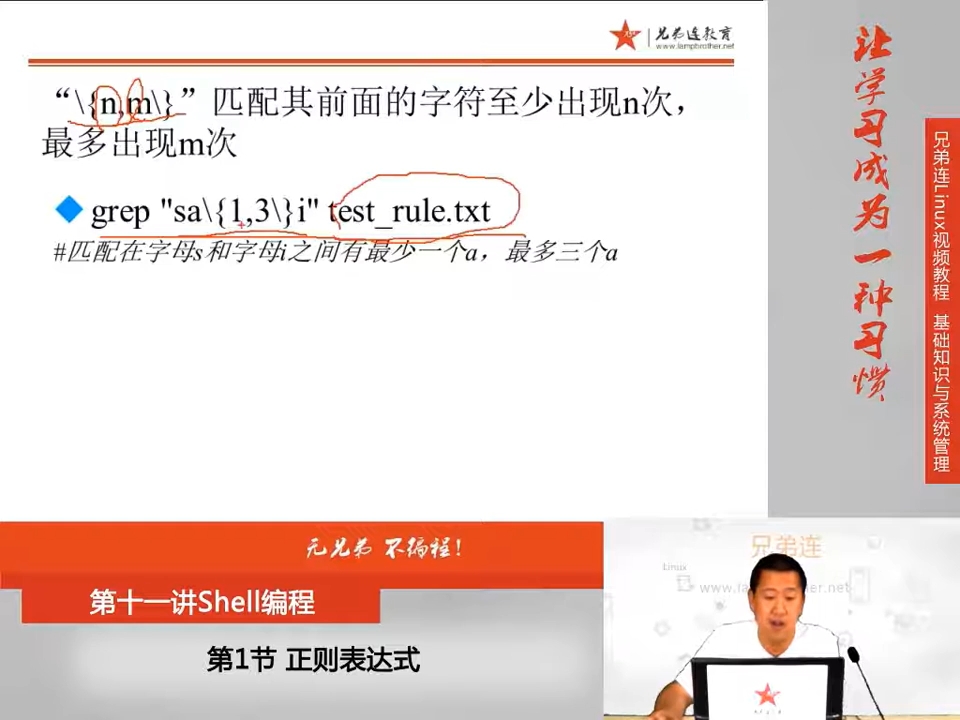 兄弟连教育
www.lampbrother.net
“\{n,m\}”匹配其前面的字符至少出现n次，
最多出现m次
grep "sa\{1,3\}i" test_rule.txt
#匹配在字母s和字母i之间有最少一个a，最多三个a
让学习成为一种习惯
兄弟连Linux视频教程 基础知识与系统管理
无兄弟 不编程！
第十一讲Shell编程
第1节 正则表达式
兄弟连
Linux